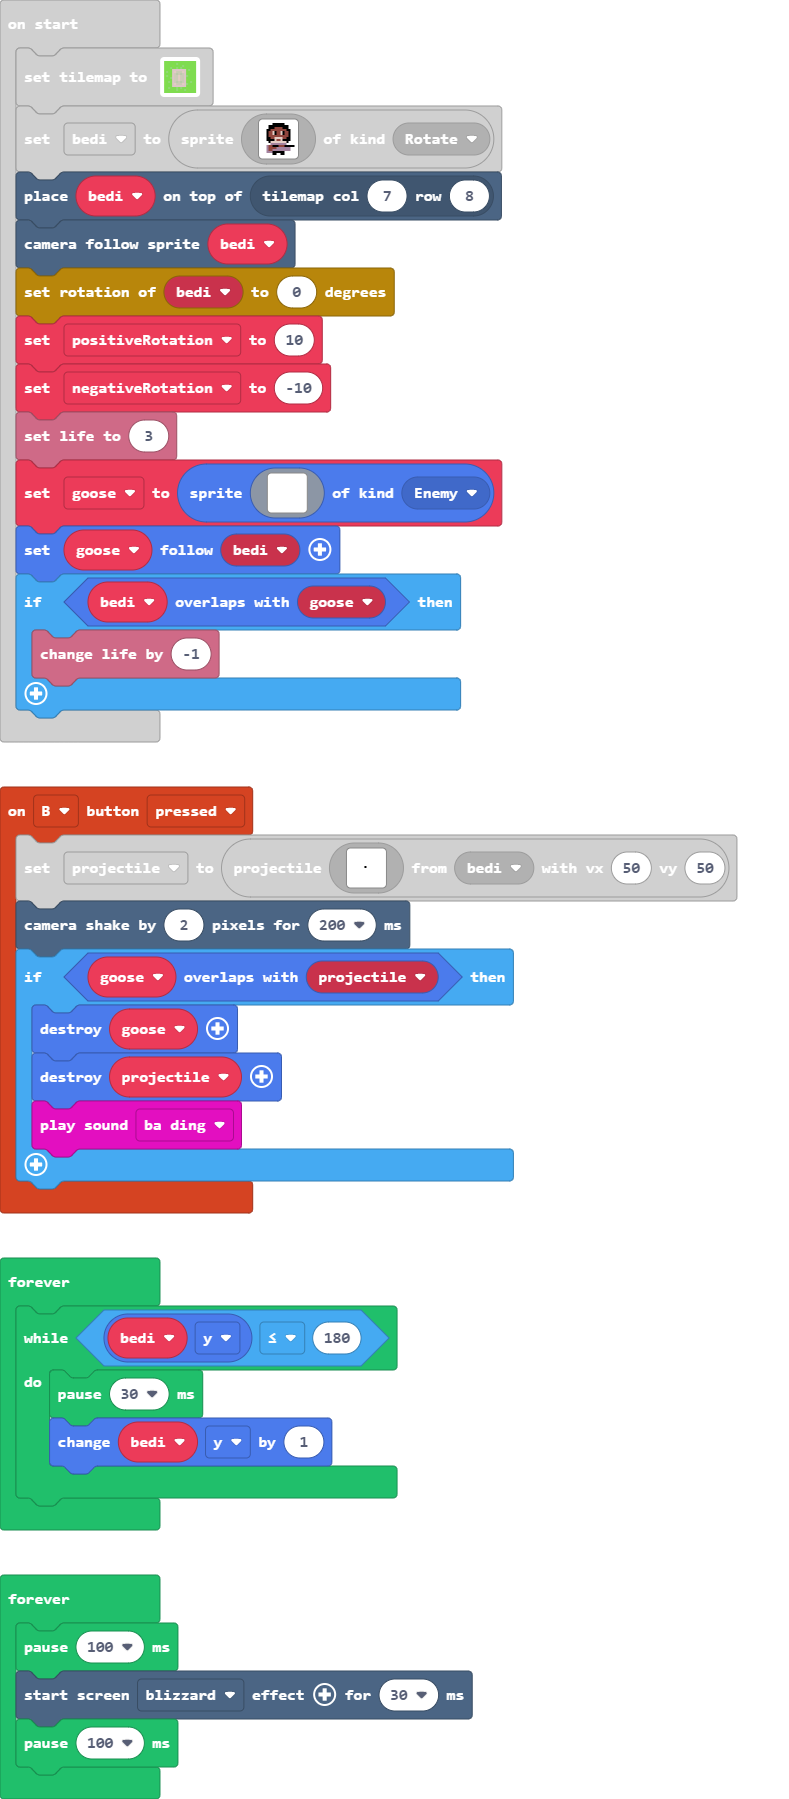 on start
set tilemap to
set bedi to sprite of kind Rotate
place bedi on top of tilemap col 7 row 8
camera follow sprite bedi
set rotation of bedi to 0 degrees
set positiveRotation to 10
set negativeRotation to -10
set life to 3
set goose to sprite of kind Enemy
set goose follow bedi
if bedi overlaps with goose then
change life by -1
on B button pressed
set projectile to projectile from bedi with vx 50 vy 50
camera shake by 2 pixels for 200 ms
if goose overlaps with projectile then
destroy goose
destroy projectile
play sound ba ding
forever
while bedi y ≤ 180
do
pause 30 ms
change bedi y by 1
forever
pause 100 ms
start screen blizzard effect for 30 ms
pause 100 ms